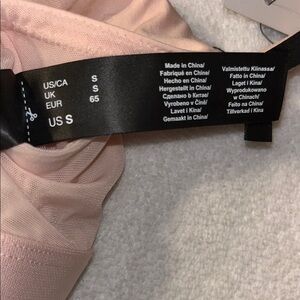 US/CA S
UK S
EUR 65
US S
Made in China/
Fabriqué en China/
Hecho en China/
Hergestellt in China/
Сделано в Китае/
Vyrobeno v Číně/
Lavet i Kina/
Gemaakt in China/
Valmistettu Kiinassa/
Fatto in China/
Laget i Kina/
Wyprodukowano
w Chinach/
Feito na China/
Tillverkad i Kina